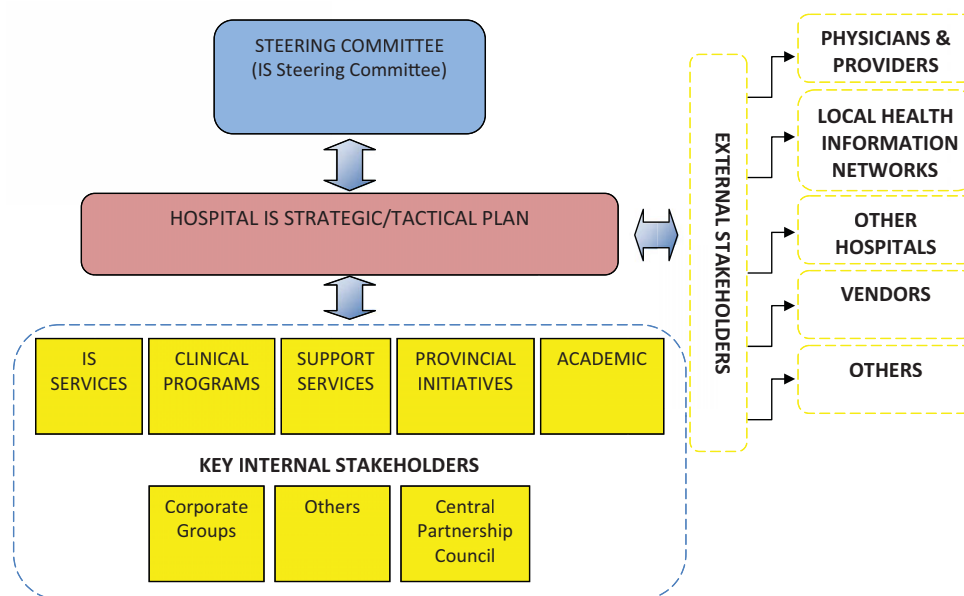 STEERING COMMITTEE
(IS Steering Committee)
HOSPITAL IS STRATEGIC/TACTICAL PLAN
IS
SERVICES
CLINICAL
PROGRAMS
SUPPORT
SERVICES
PROVINCIAL
INITIATIVES
ACADEMIC
KEY INTERNAL STAKEHOLDERS
Corporate
Groups
Others
Central
Partnership
Council
EXTERNAL STAKEHOLDERS
PHYSICIANS &
PROVIDERS
LOCAL HEALTH
INFORMATION
NETWORKS
OTHER
HOSPITALS
VENDORS
OTHERS